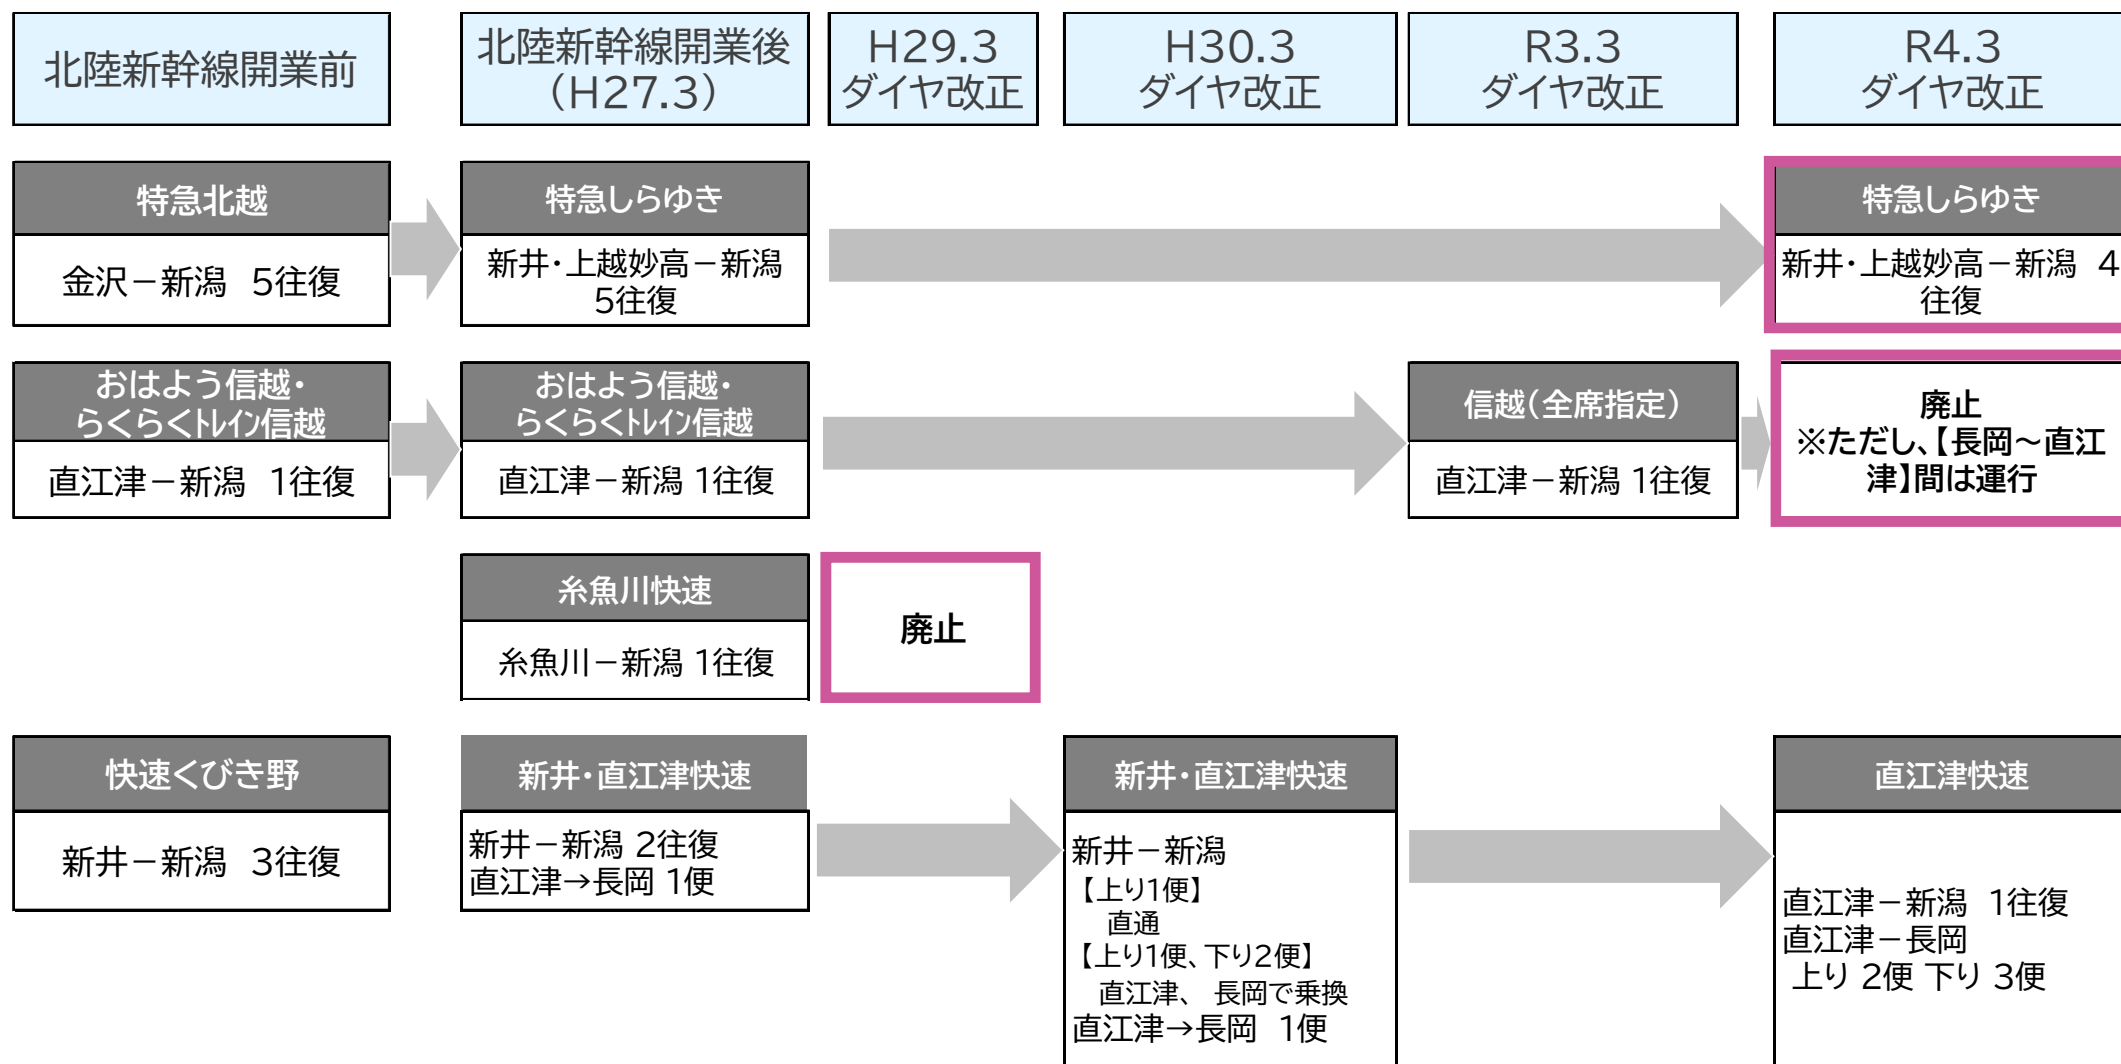 北陸新幹線開業前
北陸新幹線開業後
（H27.3）
H29.3
ダイヤ改正
H30.3
ダイヤ改正
R3.3
ダイヤ改正
R4.3
ダイヤ改正
特急北越
金沢－新潟　5往復
特急しらゆき
新井・上越妙高－新潟
5往復
特急しらゆき
新井・上越妙高－新潟　4
往復
おはよう信越・
らくらくトレイン信越
直江津－新潟　1往復
おはよう信越・
らくらくトレイン信越
直江津－新潟 1往復
信越（全席指定）
直江津－新潟 1往復
廃止
※ただし、【長岡～直江
津】間は運行
糸魚川快速
糸魚川－新潟 1往復
廃止
快速くびき野
新井－新潟　3往復
新井・直江津快速
新井－新潟 2往復
直江津→長岡 1便
新井・直江津快速
新井－新潟
【上り1便】
直通
【上り1便、下り2便】
直江津、 長岡で乗換
直江津→長岡　1便
直江津快速
直江津－新潟　1往復
直江津－長岡
上り 2便 下り 3便